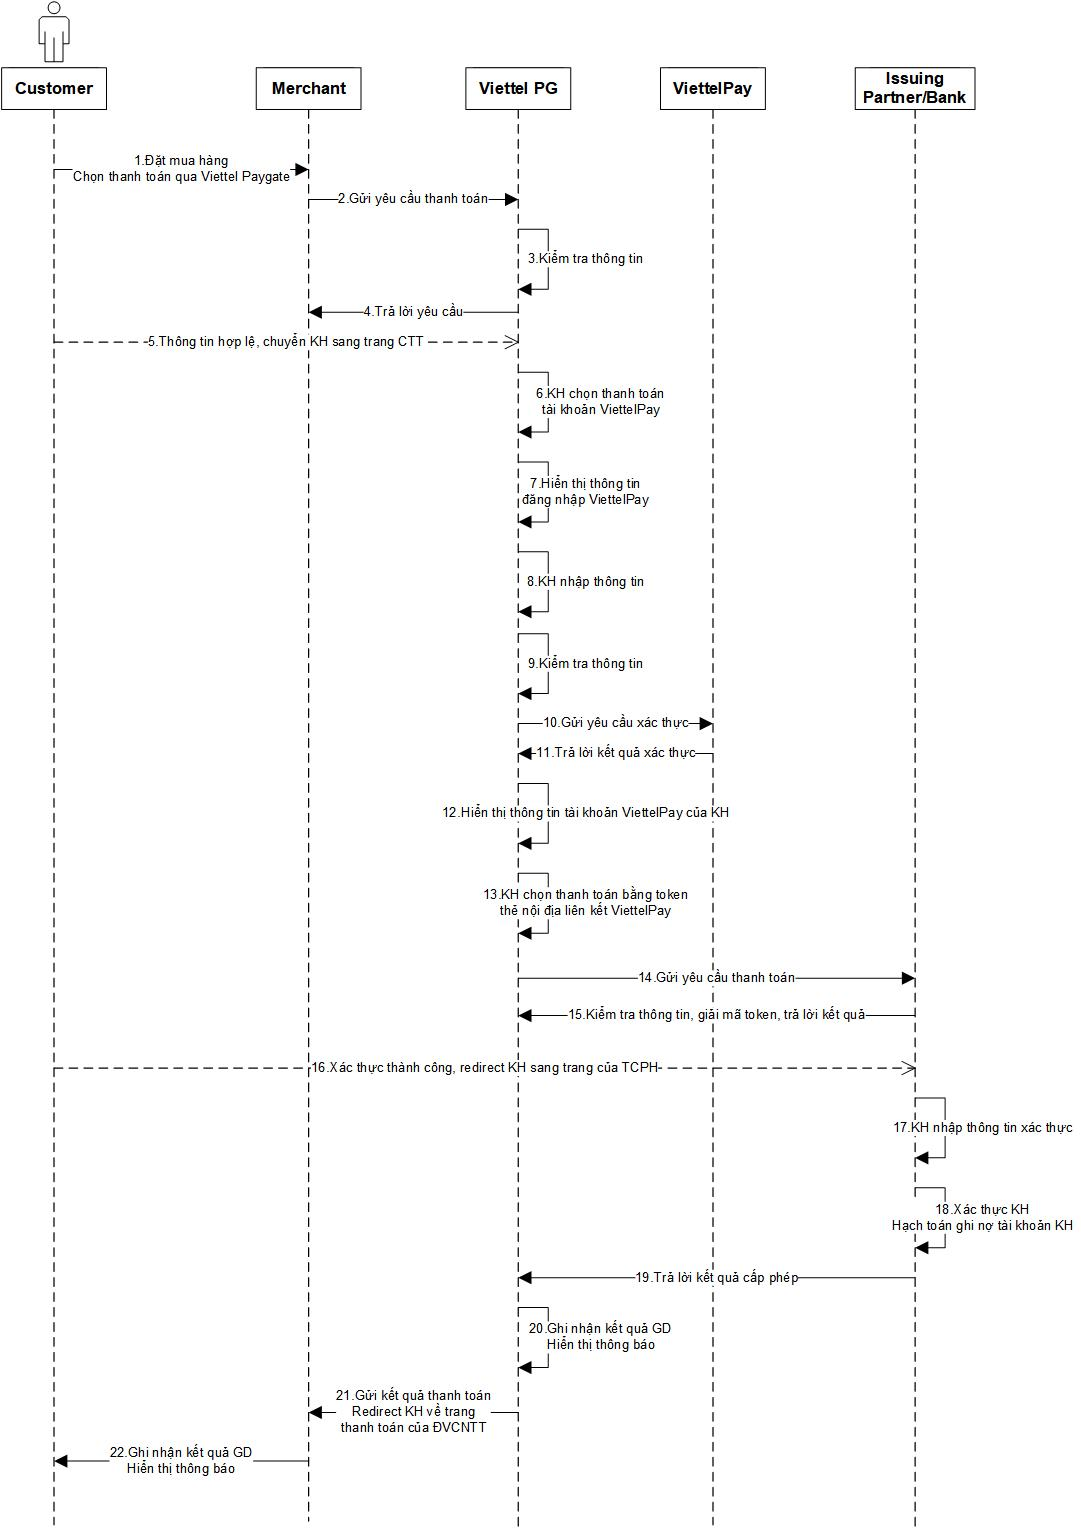 Customer
Merchant
Viettel PG
ViettelPay
Issuing
Partner/Bank
1.Đặt mua hàng
Chọn thanh toán qua Viettel Paygate
2.Gửi yêu cầu thanh toán
3.Kiểm tra thông tin
4.Trả lời yêu cầu
5.Thông tin hợp lệ, chuyển KH sang trang CTT
6.KH chọn thanh toán
tài khoản ViettelPay
7.Hiển thị thông tin
đăng nhập ViettelPay
8.KH nhập thông tin
9.Kiểm tra thông tin
10.Gửi yêu cầu xác thực
11.Trả lời kết quả xác thực
12.Hiển thị thông tin tài khoản ViettelPay của KH
13.KH chọn thanh toán bằng token
thẻ nội địa liên kết ViettelPay
14.Gửi yêu cầu thanh toán
15.Kiểm tra thông tin, giải mã token, trả lời kết quả
16.Xác thực thành công, redirect KH sang trang của TCPH
17.KH nhập thông tin xác thực
18.Xác thực KH
Hạch toán ghi nợ tài khoản KH
19.Trả lời kết quả cấp phép
20.Ghi nhận kết quả GD
Hiển thị thông báo
21.Gửi kết quả thanh toán
Redirect KH về trang
thanh toán của ĐVCNTT
22.Ghi nhận kết quả GD
Hiển thị thông báo